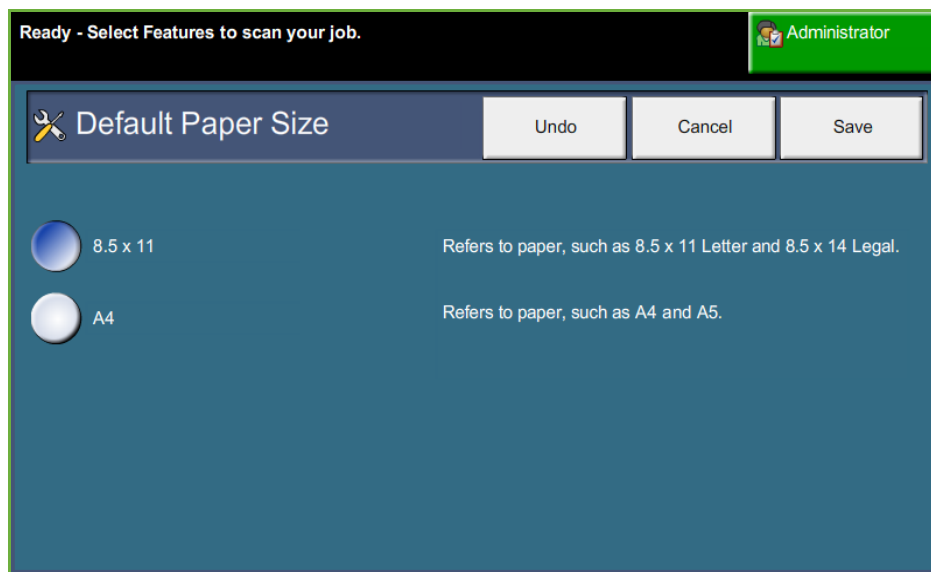 Ready - Select Features to scan your job.
Administrator
Default Paper Size
Undo
Cancel
Save
8.5 x 11
Refers to paper, such as 8.5 x 11 Letter and 8.5 x 14 Legal.
A4
Refers to paper, such as A4 and A5.